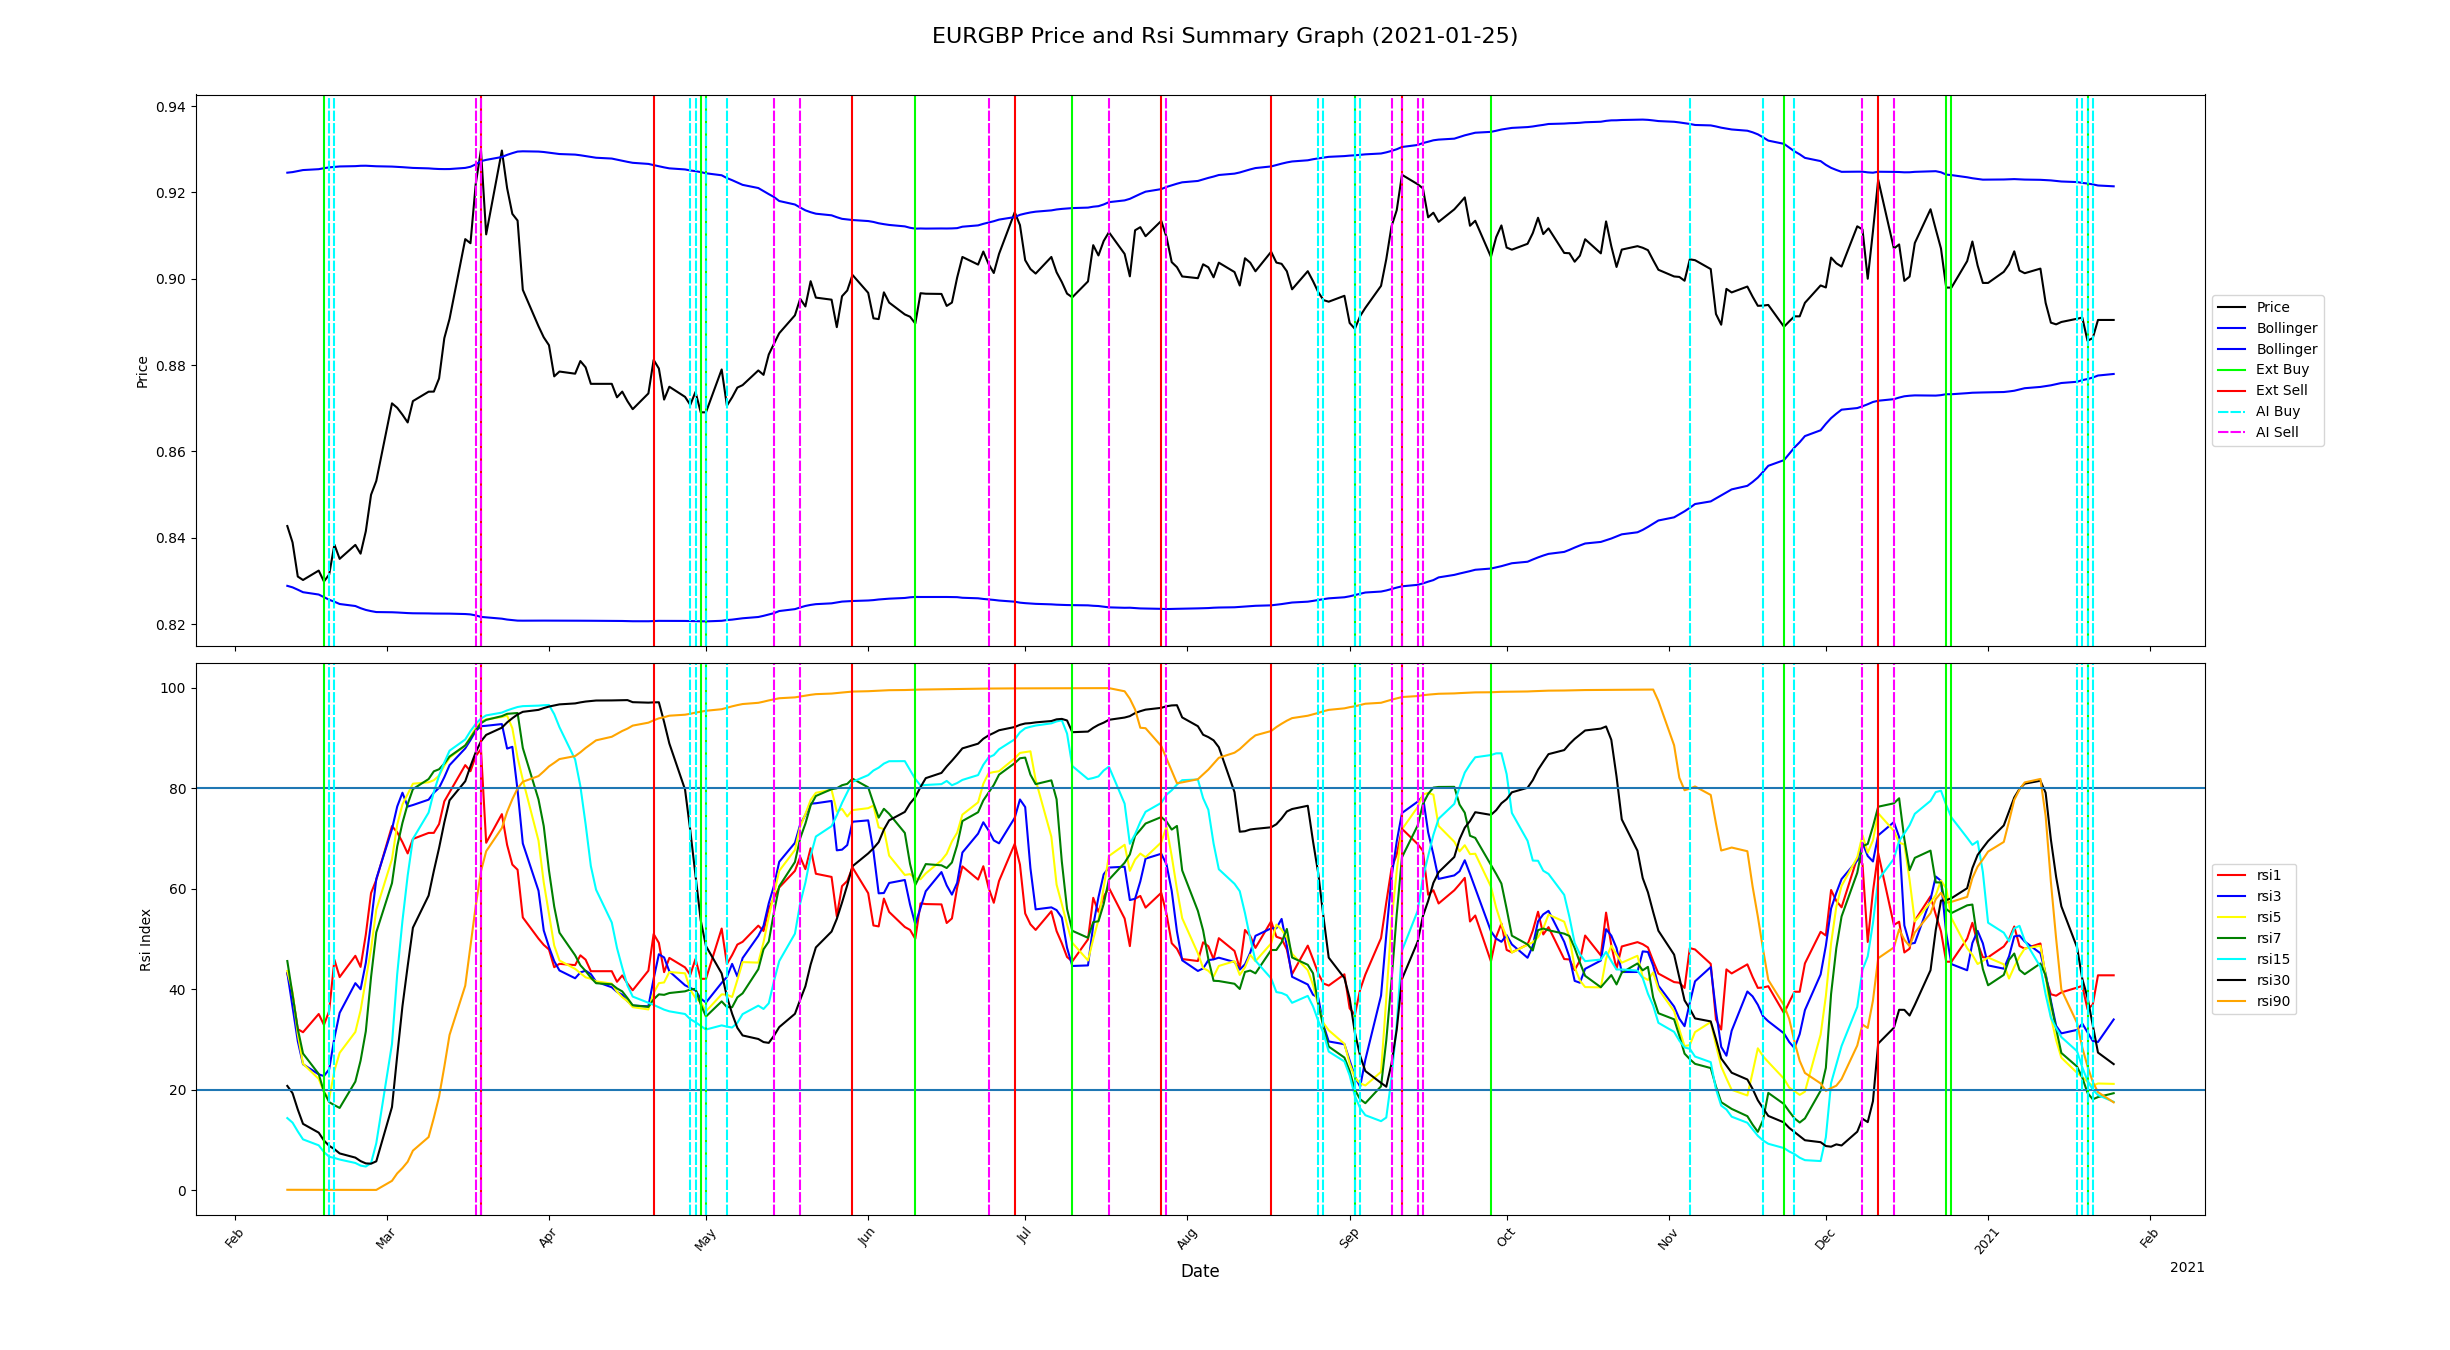 EURGBP Price and Rsi Summary Graph (2021-01-25)
0.94
0.92
0.90
0.88
0.86
0.84
0.82
Price
Price
Bollinger
Bollinger
Ext Buy
Ext Sell
AI Buy
AI Sell
100
80
60
40
20
0
Rsi Index
rsi1
rsi3
rsi5
rsi7
rsi15
rsi30
rsi90
Feb Mar Apr May Jun Jul Aug Sep Oct Nov Dec 2021 Feb
Date
2021